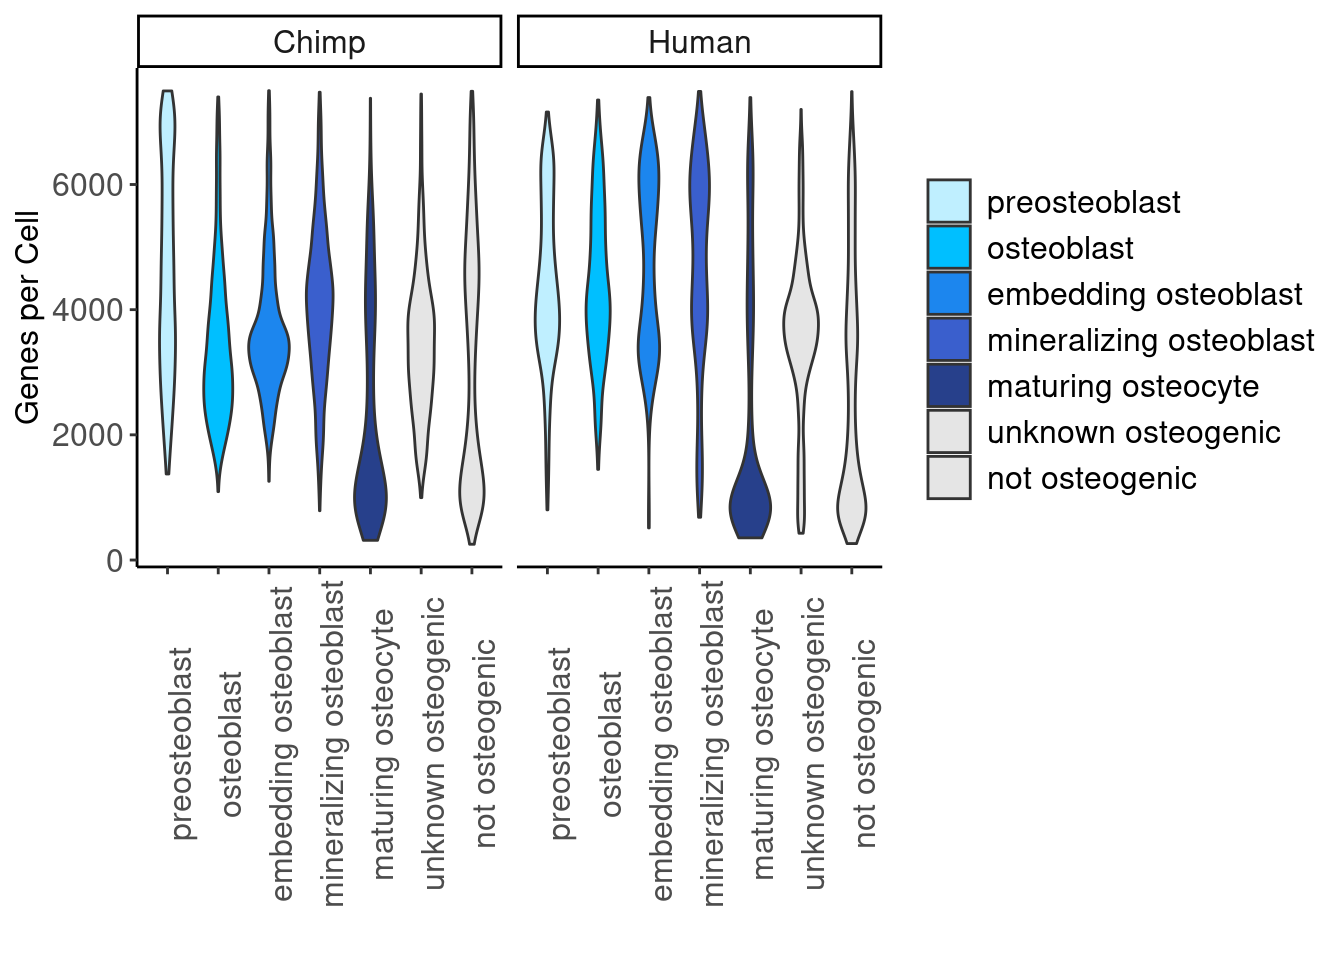 Chimp
Human
Genes per Cell
6000
4000
2000
0
preosteoblast
osteoblast
embedding osteoblast
mineralizing osteoblast
maturing osteocyte
unknown osteogenic
not osteogenic
preosteoblast
osteoblast
embedding osteoblast
mineralizing osteoblast
maturing osteocyte
unknown osteogenic
not osteogenic
preosteoblast
osteoblast
embedding osteoblast
mineralizing osteoblast
maturing osteocyte
unknown osteogenic
not osteogenic